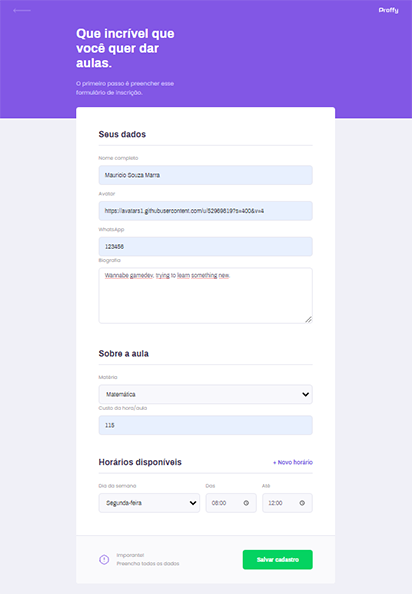 Proffy
Que incrível que
você quer dar
aulas.
O primeiro passo é preencher esse
formulário de inscrição.
Seus dados
Nome completo
Mauricio Souza Marra
Avatar
https://avatars1.githubusercontent.com/u/52969619?s=400&v=4
WhatsApp
123456
Biografia
Wannabe gamedev, trying to learn something new.
Sobre a aula
Matéria
Matemática
Custo da hora/aula
115
Horários disponíveis + Novo horário
Dia da semana Das Até
Segunda-feira 08:00 12:00
Importante!
Preencha todos os dados
Salvar cadastro